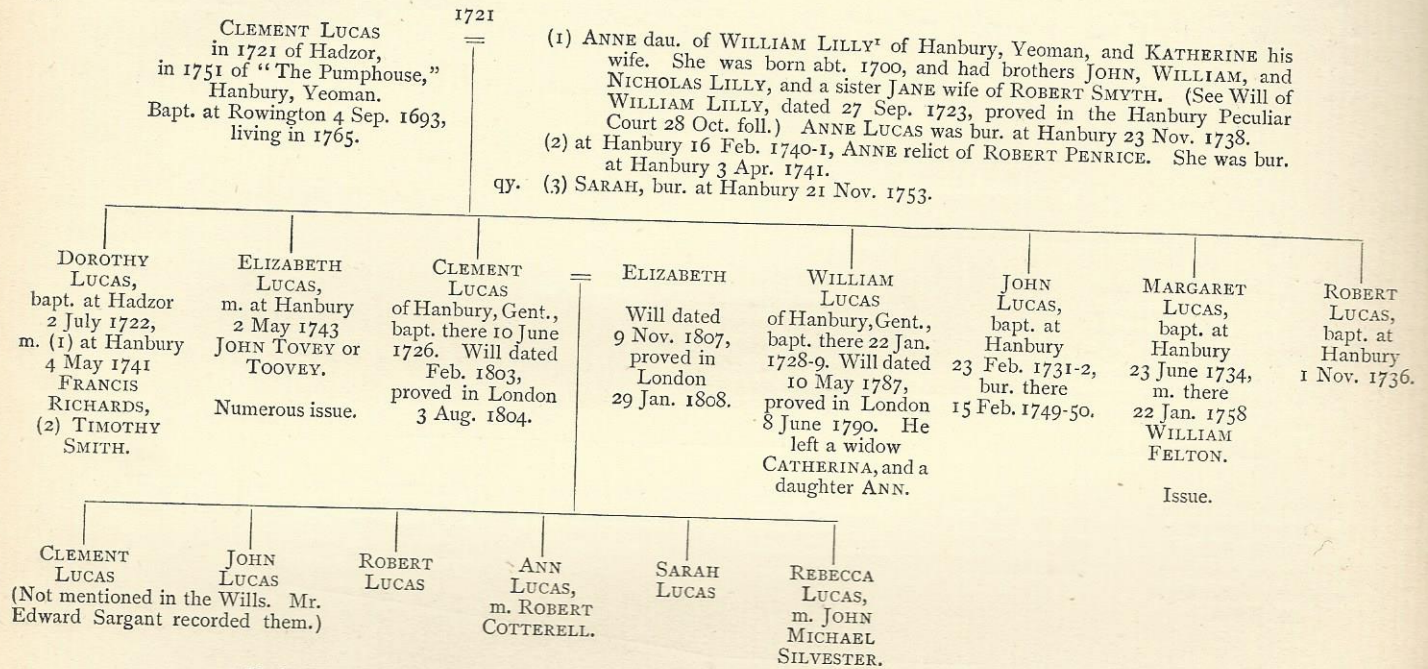 1721
CLEMENT LUCAS
in 1721 of Hadzor,
in 1751 of “The Pumphouse,”
Hanbury, Yeoman.
Bapt. at Rowington 4 Sep. 1693,
living in 1765.
=
(1) ANNE dau. of WILLIAM LILLY¹ of Hanbury, Yeoman, and KATHERINE his
wife. She was born abt. 1700, and had brothers JOHN, WILLIAM, and
NICHOLAS LILLY, and a sister JANE wife of ROBERT SMYTH. (See Will of
WILLIAM LILLY, dated 27 Sep. 1723, proved in the Hanbury Peculiar
Court 28 Oct. foll.) ANNE LUCAS was bur. at Hanbury 23 Nov. 1738.
(2) at Hanbury 16 Feb. 1740-1, ANNE relict of ROBERT PENRICE. She was bur.
at Hanbury 3 Apr. 1741.
qy. (3) SARAH, bur. at Hanbury 21 Nov. 1753.
DOROTHY
LUCAS,
bapt. at Hadzor
2 July 1722,
m. (1) at Hanbury
4 May 1741
FRANCIS
RICHARDS,
(2) TIMOTHY
SMITH.
ELIZABETH
LUCAS,
m. at Hanbury
2 May 1743
JOHN TOVEY or
TOOVEY.
Numerous issue.
CLEMENT
LUCAS
of Hanbury, Gent.,
bapt. there 10 June
1726. Will dated
Feb. 1803,
proved in London
3 Aug. 1804.
=
ELIZABETH
Will dated
9 Nov. 1807,
proved in
London
29 Jan. 1808.
WILLIAM
LUCAS
of Hanbury, Gent.,
bapt. there 22 Jan.
1728-9. Will dated
10 May 1787,
proved in London
8 June 1790. He
left a widow
CATHERINA, and a
daughter ANN.
JOHN
LUCAS,
bapt. at
Hanbury
23 Feb. 1731-2,
bur. there
15 Feb. 1749-50.
MARGARET
LUCAS,
bapt. at
Hanbury
23 June 1734,
m. there
22 Jan. 1758
WILLIAM
FELTON.
Issue.
ROBERT
LUCAS,
bapt. at
Hanbury
1 Nov. 1736.
CLEMENT
LUCAS
JOHN
LUCAS
(Not mentioned in the Wills. Mr.
Edward Sargant recorded them.)
ROBERT
LUCAS
ANN
LUCAS,
m. ROBERT
COTTERELL.
SARAH
LUCAS
REBECCA
LUCAS,
m. JOHN
MICHAEL
SILVESTER.